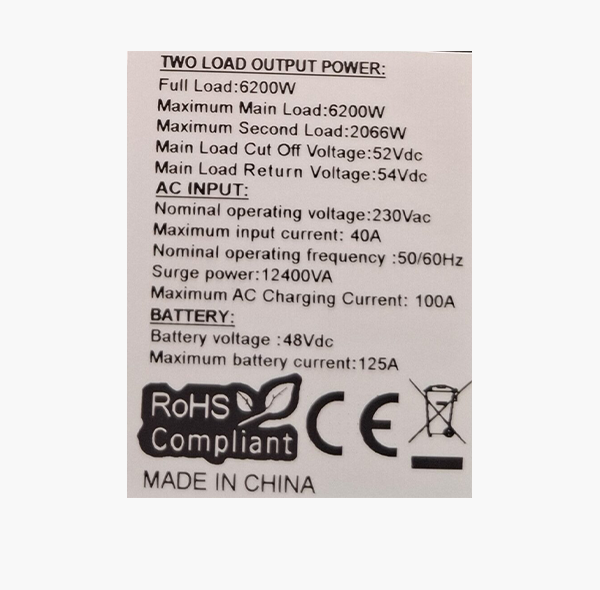 TWO LOAD OUTPUT POWER:
Full Load:6200W
Maximum Main Load:6200W
Maximum Second Load:2066W
Main Load Cut Off Voltage:52Vdc
Main Load Return Voltage:54Vdc
AC INPUT:
Nominal operating voltage:230Vac
Maximum input current: 40A
Nominal operating frequency :50/60Hz
Surge power:12400VA
Maximum AC Charging Current: 100A
BATTERY:
Battery voltage :48Vdc
Maximum battery current:125A
RoHS
Compliant
CE
MADE IN CHINA